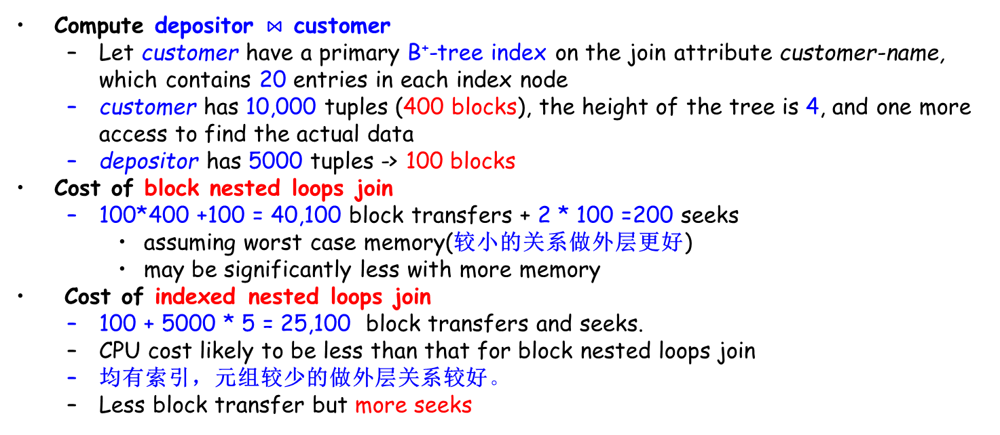 • Compute depositor ⋈ customer
– Let customer have a primary B⁺-tree index on the join attribute customer-name,
which contains 20 entries in each index node
– customer has 10,000 tuples (400 blocks), the height of the tree is 4, and one more
access to find the actual data
– depositor has 5000 tuples -> 100 blocks
• Cost of block nested loops join
– 100*400 +100 = 40,100 block transfers + 2 * 100 =200 seeks
• assuming worst case memory(较小的关系做外层更好)
• may be significantly less with more memory
• Cost of indexed nested loops join
– 100 + 5000 * 5 = 25,100 block transfers and seeks.
– CPU cost likely to be less than that for block nested loops join
– 均有索引，元组较少的做外层关系较好。
– Less block transfer but more seeks